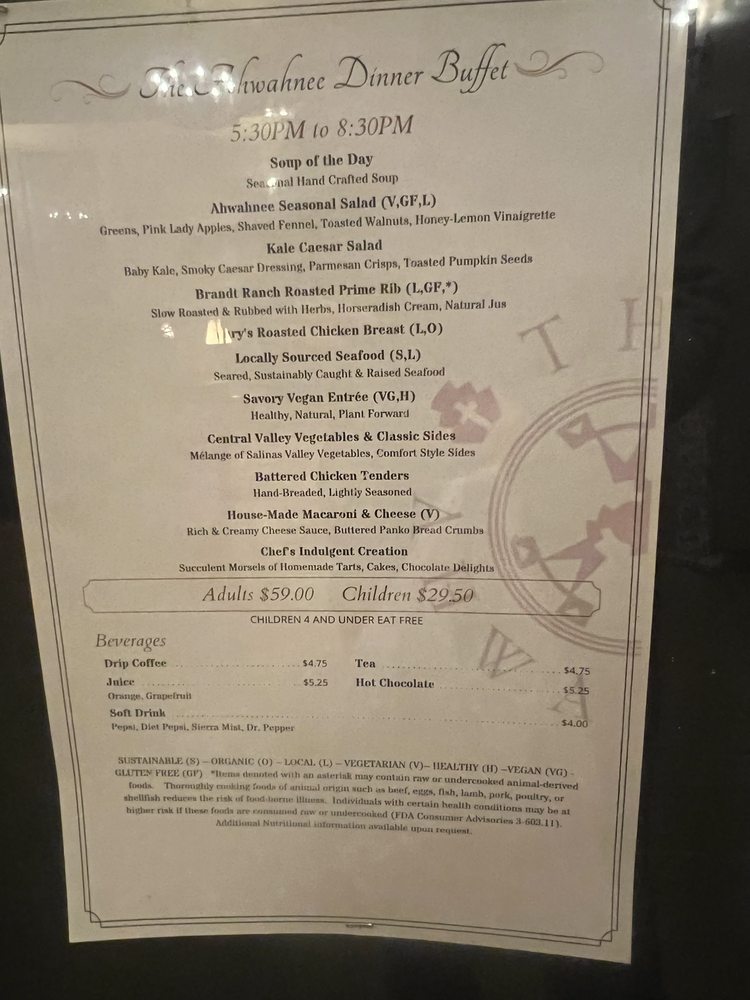 The Ahwahnee Dinner Buffet
5:30PM to 8:30PM
Soup of the Day
Seasonal Hand Crafted Soup
Ahwahnee Seasonal Salad (V,GF,L)
Greens, Pink Lady Apples, Shaved Fennel, Toasted Walnuts, Honey-Lemon Vinaigrette
Kale Caesar Salad
Baby Kale, Smoky Caesar Dressing, Parmesan Crisps, Toasted Pumpkin Seeds
Brandt Ranch Roasted Prime Rib (L,GF,*)
Slow Roasted & Rubbed with Herbs, Horseradish Cream, Natural Jus
Mary's Roasted Chicken Breast (L,O)
Locally Sourced Seafood (S,L)
Seared, Sustainably Caught & Raised Seafood
Savory Vegan Entrée (VG,H)
Healthy, Natural, Plant Forward
Central Valley Vegetables & Classic Sides
Mélange of Salinas Valley Vegetables, Comfort Style Sides
Battered Chicken Tenders
Hand-Breaded, Lightly Seasoned
House-Made Macaroni & Cheese (V)
Rich & Creamy Cheese Sauce, Buttered Panko Bread Crumbs
Chef's Indulgent Creation
Succulent Morsels of Homemade Tarts, Cakes, Chocolate Delights
Adults $59.00 Children $29.50
CHILDREN 4 AND UNDER EAT FREE
Beverages
Drip Coffee $4.75 Tea $4.75
Juice $5.25 Hot Chocolate $5.25
Orange, Grapefruit
Soft Drink $4.00
Pepsi, Diet Pepsi, Sierra Mist, Dr. Pepper
SUSTAINABLE (S) – ORGANIC (O) – LOCAL (L) – VEGETARIAN (V)– HEALTHY (H) –VEGAN (VG) -
GLUTEN FREE (GF) *Items denoted with an asterisk may contain raw or undercooked animal-derived
foods. Thoroughly cooking foods of animal origin such as beef, eggs, fish, lamb, pork, poultry, or
shellfish reduces the risk of food-borne illness. Individuals with certain health conditions may be at
higher risk if these foods are consumed raw or undercooked (FDA Consumer Advisories 3-603.11).
Additional Nutritional information available upon request.